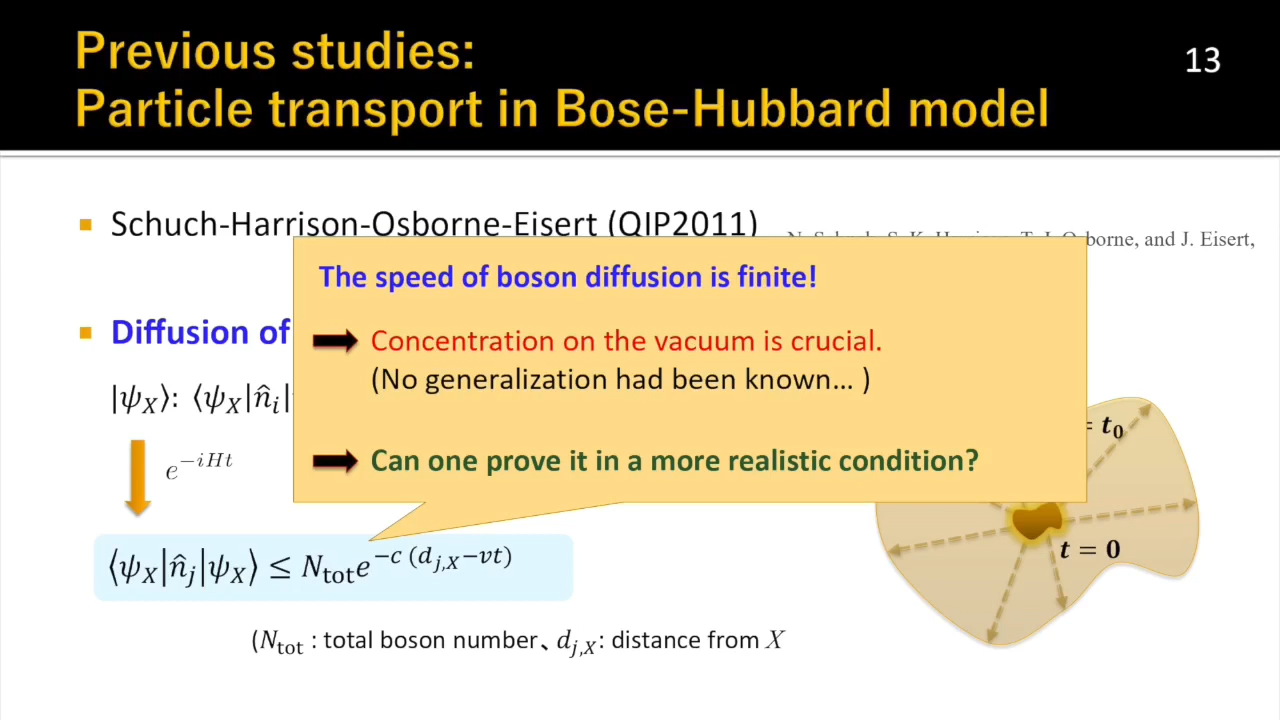 Previous studies:
Particle transport in Bose-Hubbard model
13
Schuch-Harrison-Osborne-Eisert (QIP2011)
and J. Eisert,
The speed of boson diffusion is finite!
Concentration on the vacuum is crucial.
(No generalization had been known… )
Can one prove it in a more realistic condition?
Diffusion of
|ψ_X⟩: ⟨ψ_X|n̂_i|
e^{−iHt}
= t₀
t = 0
⟨ψ_X|n̂_j|ψ_X⟩ ≤ N_tot e^{−c (d_{j,X}−vt)}
(N_tot : total boson number、d_{j,X}: distance from X